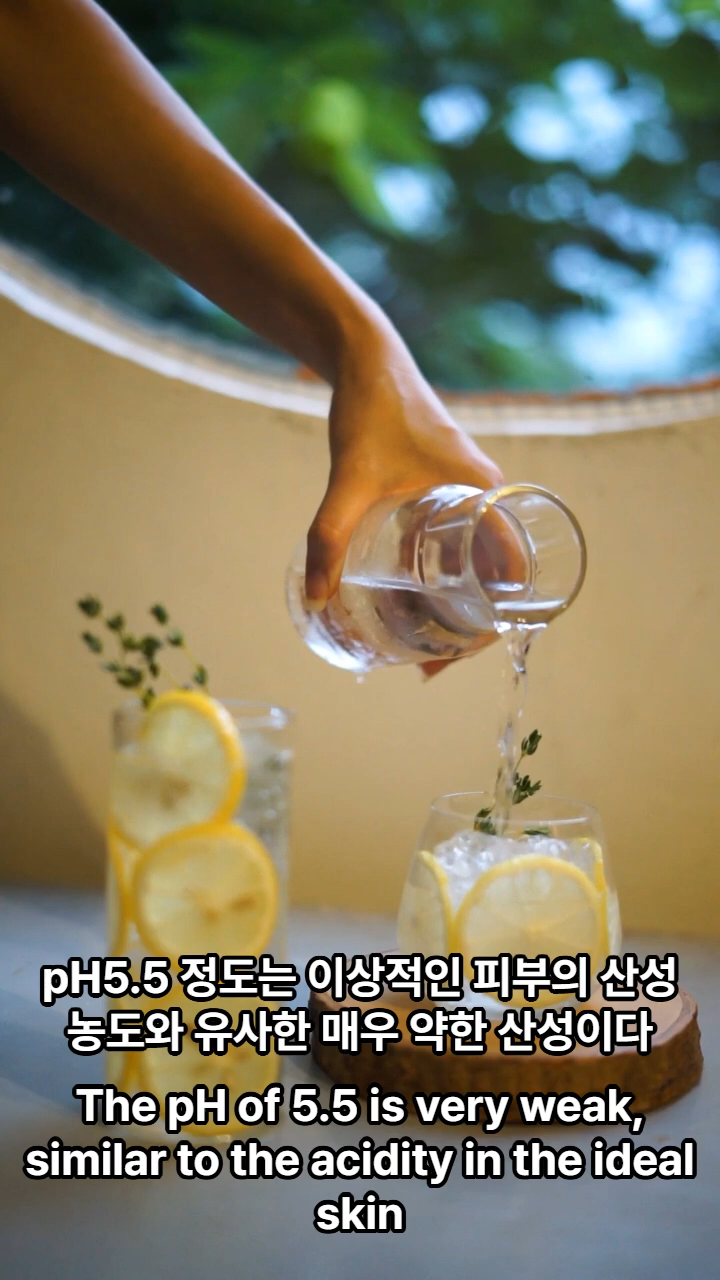 pH5.5 정도는 이상적인 피부의 산성
농도와 유사한 매우 약한 산성이다
The pH of 5.5 is very weak,
similar to the acidity in the ideal
skin